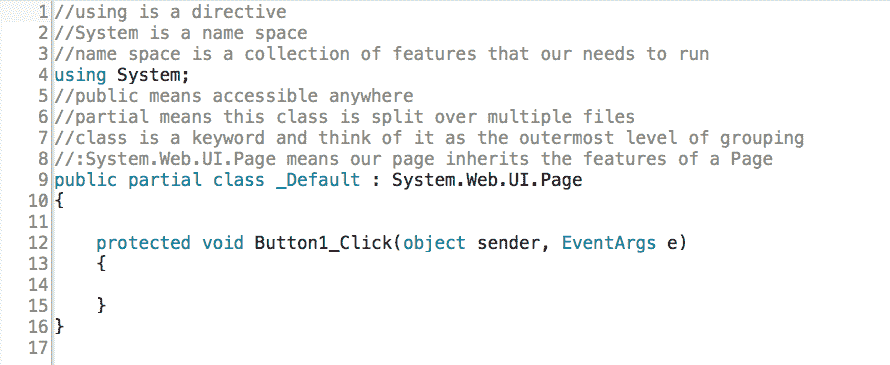 1 //using is a directive
2 //System is a name space
3 //name space is a collection of features that our needs to run
4 using System;
5 //public means accessible anywhere
6 //partial means this class is split over multiple files
7 //class is a keyword and think of it as the outermost level of grouping
8 //:System.Web.UI.Page means our page inherits the features of a Page
9 public partial class _Default : System.Web.UI.Page
10 {
11
12     protected void Button1_Click(object sender, EventArgs e)
13     {
14
15     }
16 }
17